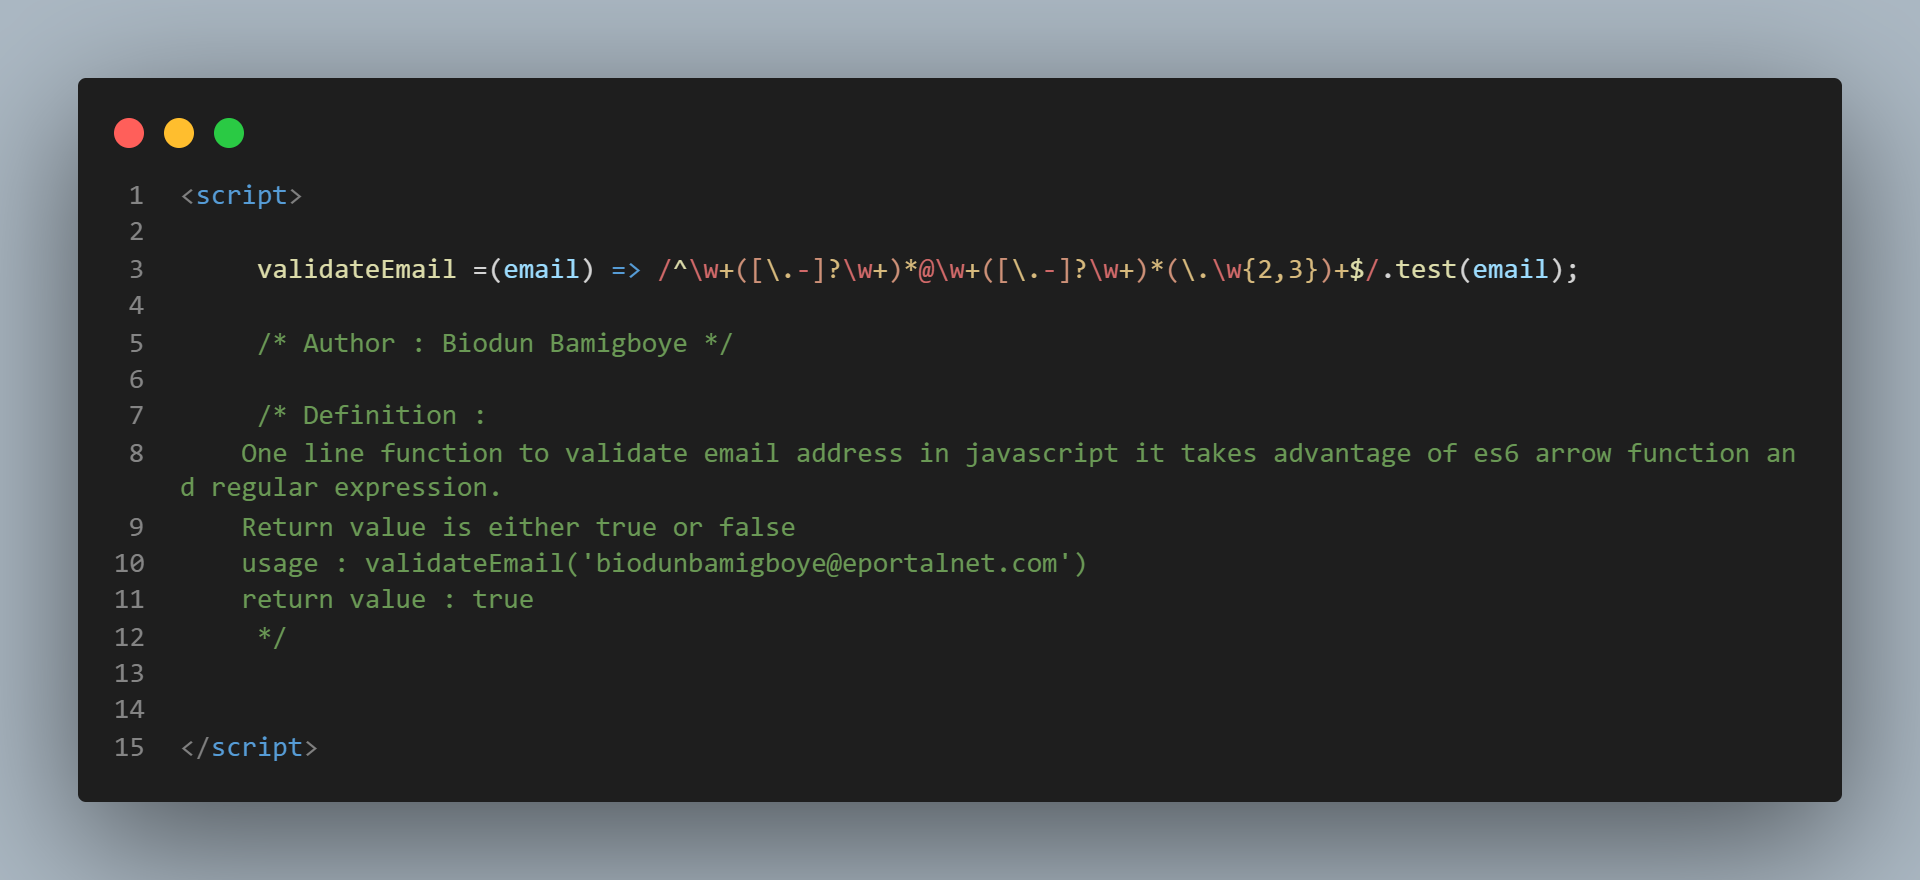 1 <script>
2
3 validateEmail =(email) => /^\w+([\.-]?\w+)*@\w+([\.-]?\w+)*(\.\w{2,3})+$/.test(email);
4
5 /* Author : Biodun Bamigboye */
6
7 /* Definition :
8 One line function to validate email address in javascript it takes advantage of es6 arrow function an
d regular expression.
9 Return value is either true or false
10 usage : validateEmail('biodunbamigboye@eportalnet.com')
11 return value : true
12 */
13
14
15 </script>